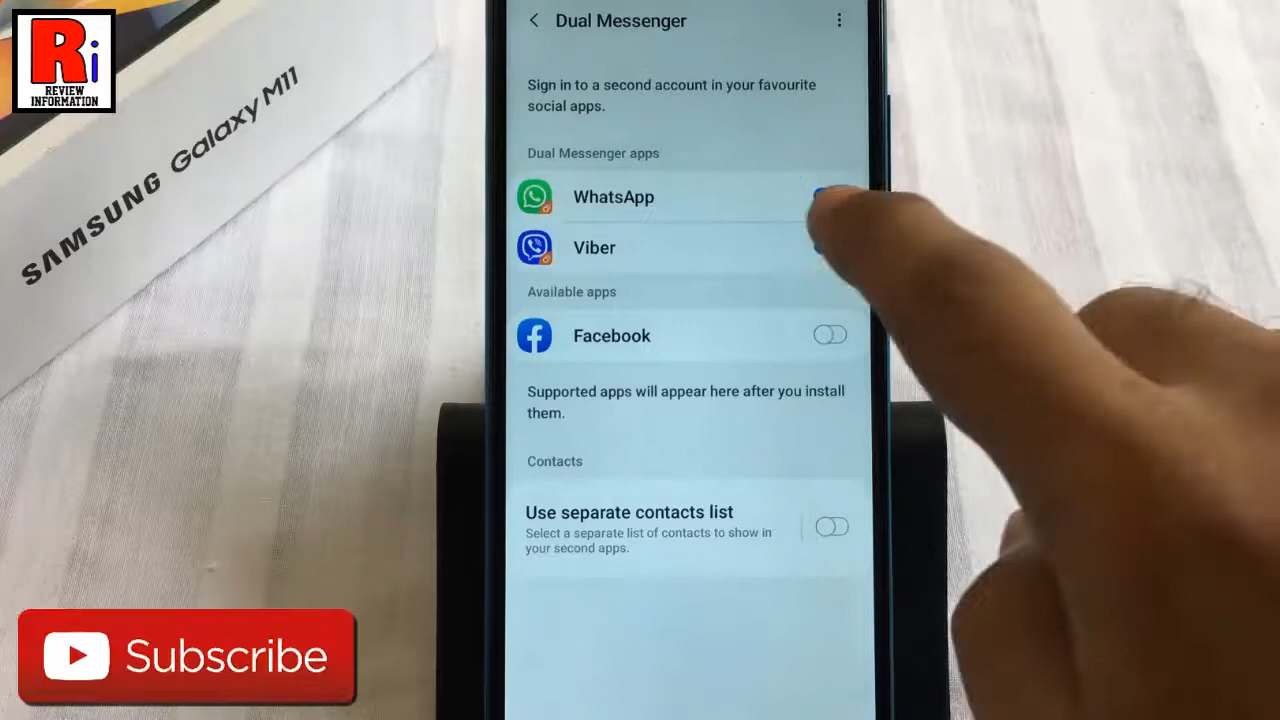 Ri
REVIEW
INFORMATION
SAMSUNG Galaxy M11
Dual Messenger
Sign in to a second account in your favourite
social apps.
Dual Messenger apps
WhatsApp
Viber
Available apps
Facebook
Supported apps will appear here after you install
them.
Contacts
Use separate contacts list
Select a separate list of contacts to show in
your second apps.
Subscribe